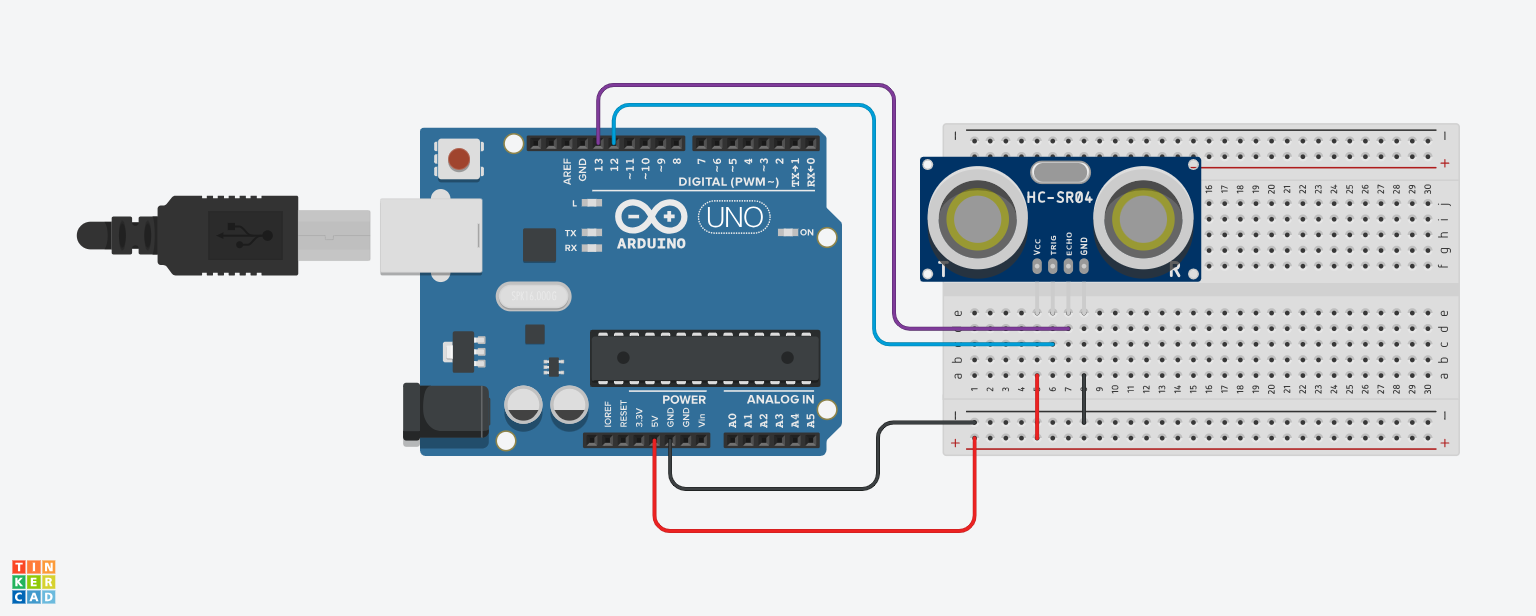 AREF
GND
13
12
~11
~10
~9
8
7
~6
~5
4
~3
2
TX→1
RX←0
DIGITAL (PWM~)
L
TX
RX
ARDUINO
UNO
ON
POWER
ANALOG IN
IOREF
RESET
3.3V
5V
GND
GND
Vin
A0
A1
A2
A3
A4
A5
HC-SR04
VCC
TRIG
ECHO
GND
T
R
− −
+
16 17 18 19 20 21 22 23 24 25 26 27 28 29 30
j
i
h
g
f
e e
d d
c
b b
a a
1 2 3 4 5 6 7 8 9 10 11 12 13 14 15 16 17 18 19 20 21 22 23 24 25 26 27 28 29 30
− −
+ +
TIN
KER
CAD